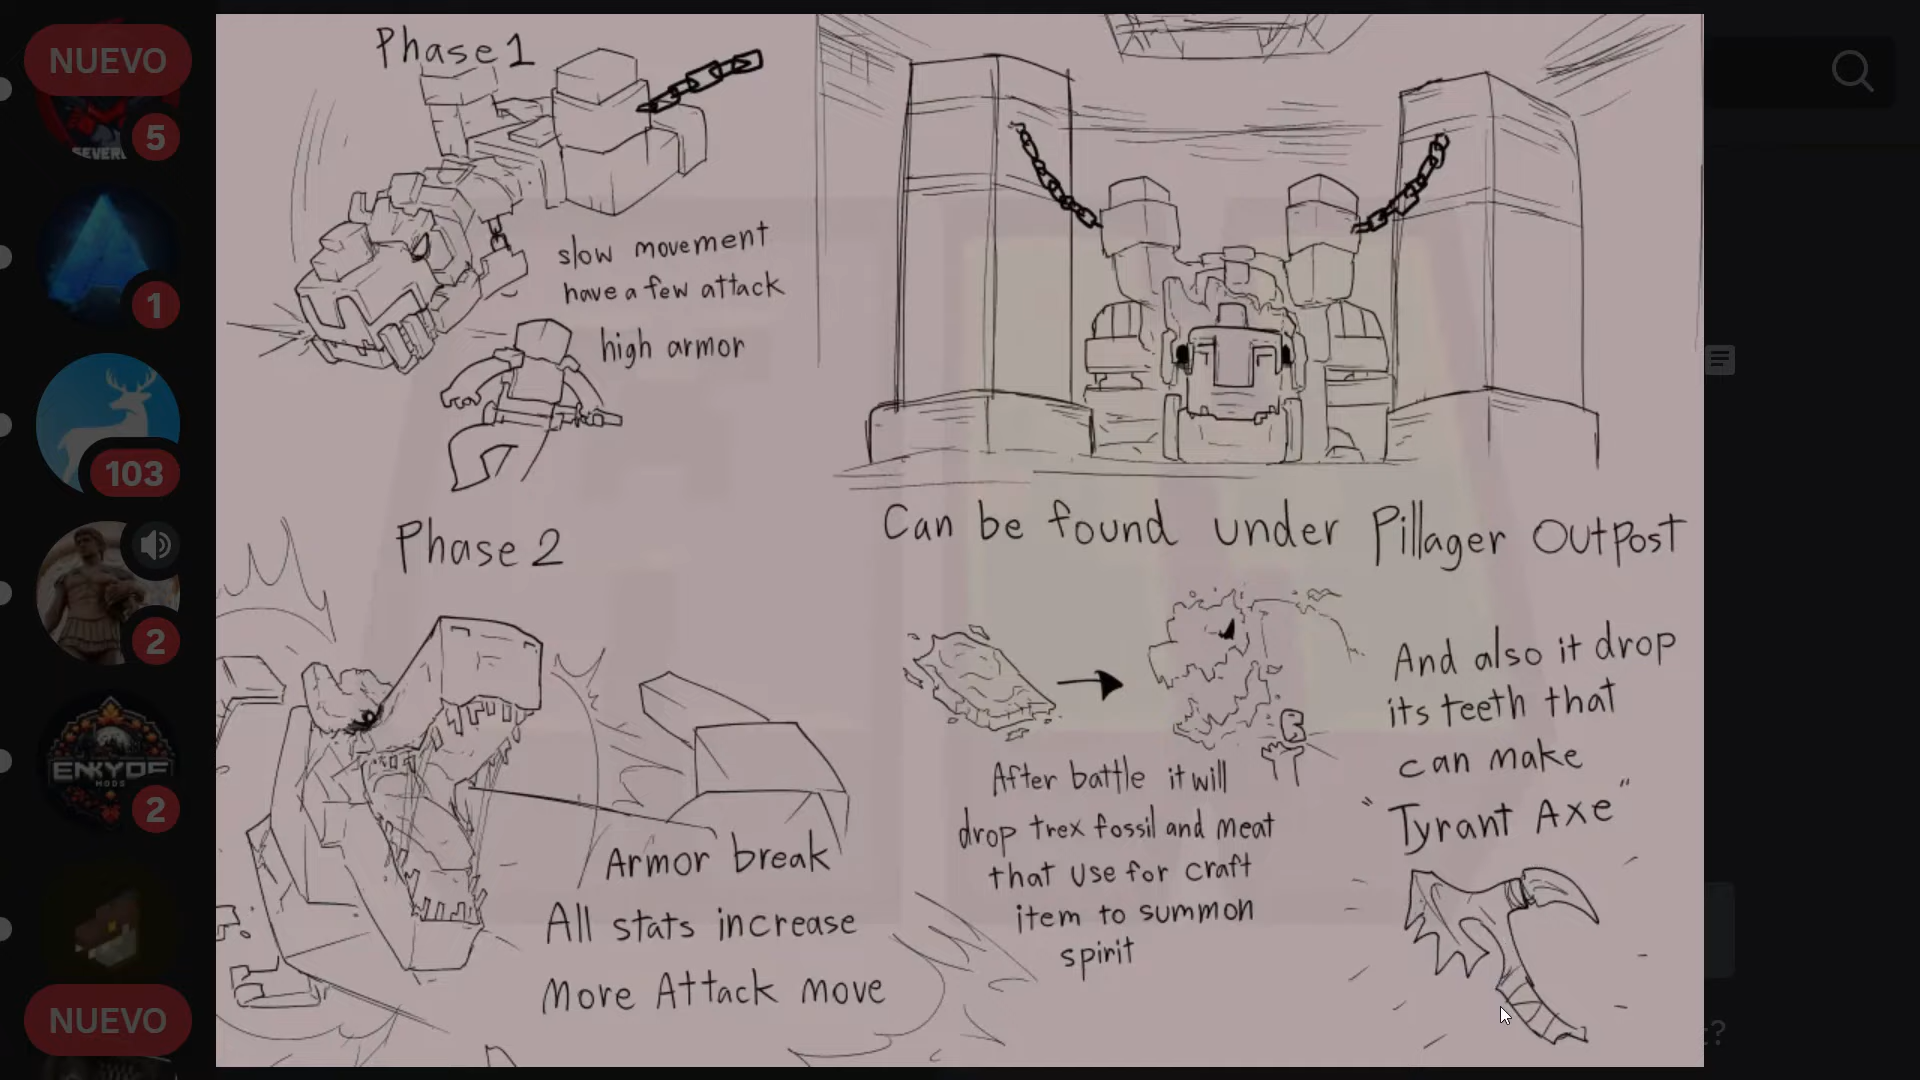 NUEVO
5
SEVER
1
103
2
ENKYDE
MODS
2
NUEVO
Phase 1
slow movement
have a few attack
high armor
Can be found under Pillager Outpost
Phase 2
Armor break
All stats increase
More Attack move
After battle it will
drop trex fossil and meat
that use for craft
item to summon
spirit
And also it drop
its teeth that
can make
"Tyrant Axe"
?